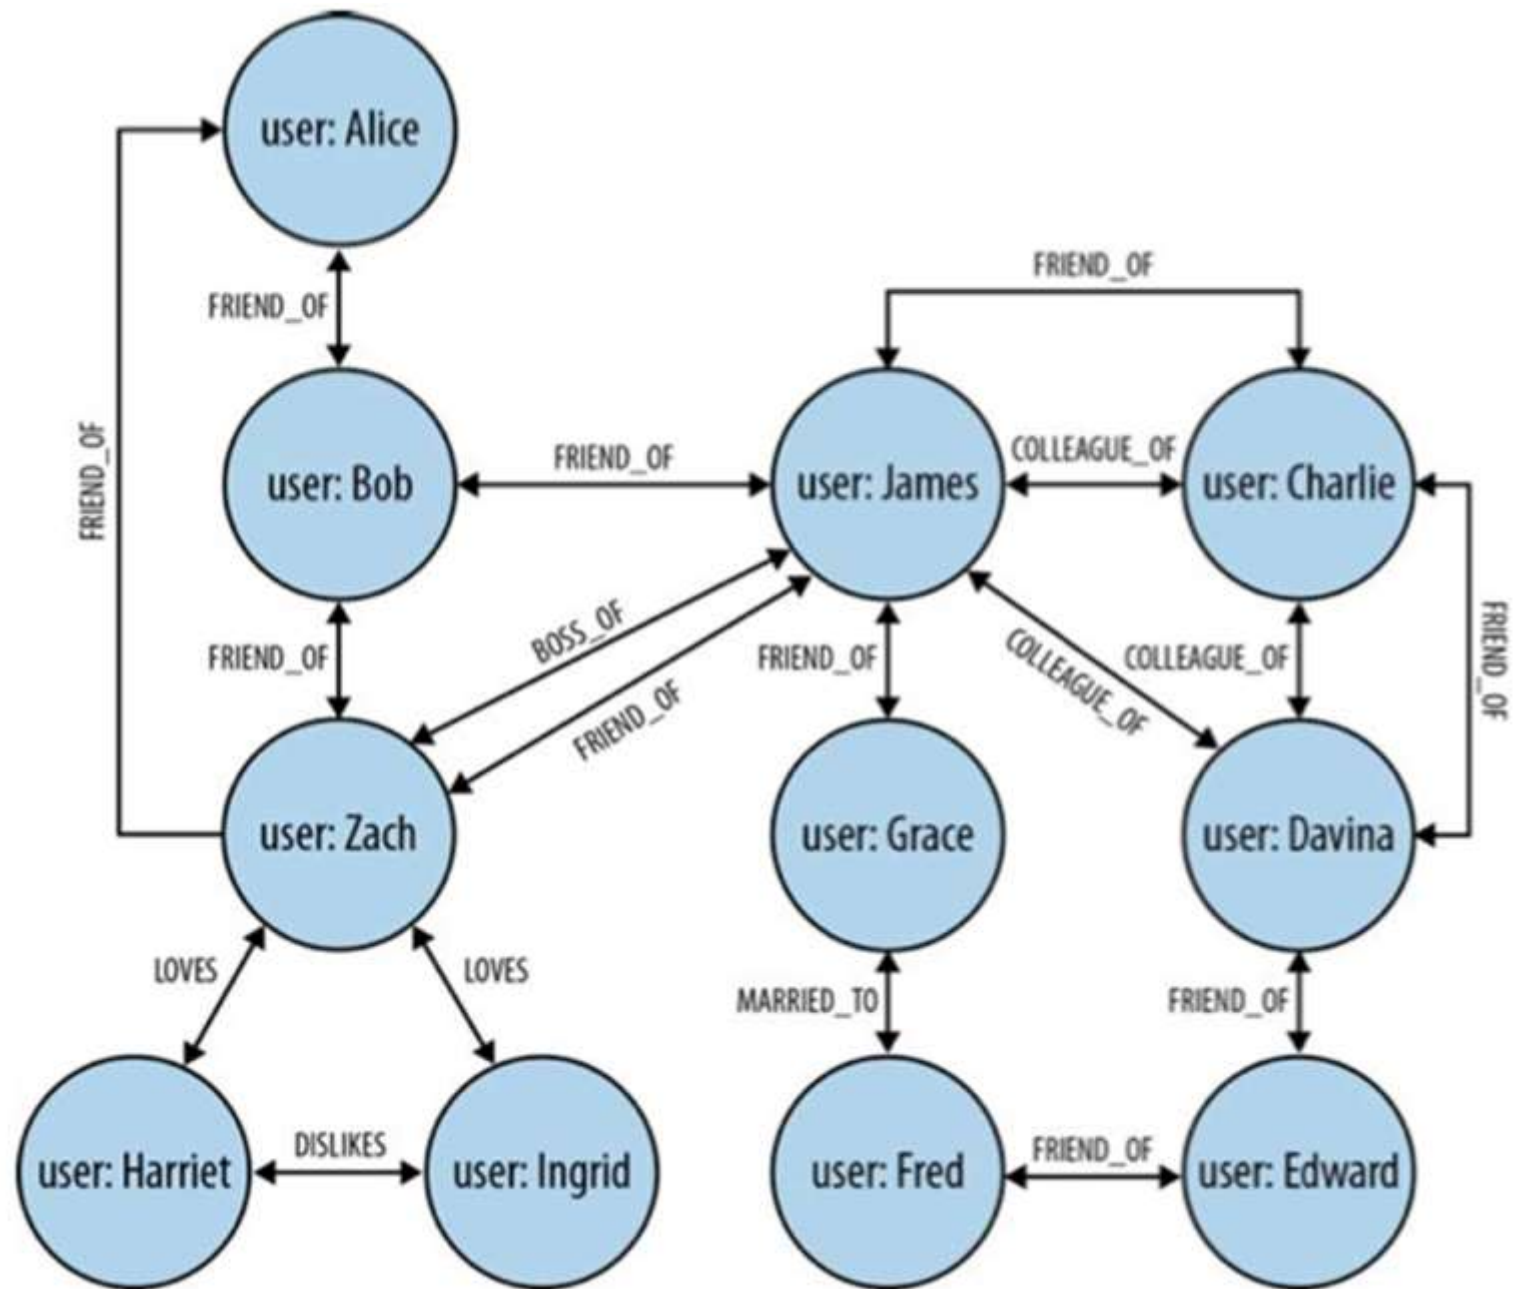 user: Alice
FRIEND_OF
FRIEND_OF
FRIEND_OF
FRIEND_OF
user: Bob
FRIEND_OF
user: James
COLLEAGUE_OF
user: Charlie
FRIEND_OF
BOSS_OF
FRIEND_OF
FRIEND_OF
COLLEAGUE_OF
COLLEAGUE_OF
FRIEND_OF
user: Zach
user: Grace
user: Davina
LOVES
LOVES
MARRIED_TO
FRIEND_OF
user: Harriet
DISLIKES
user: Ingrid
user: Fred
FRIEND_OF
user: Edward